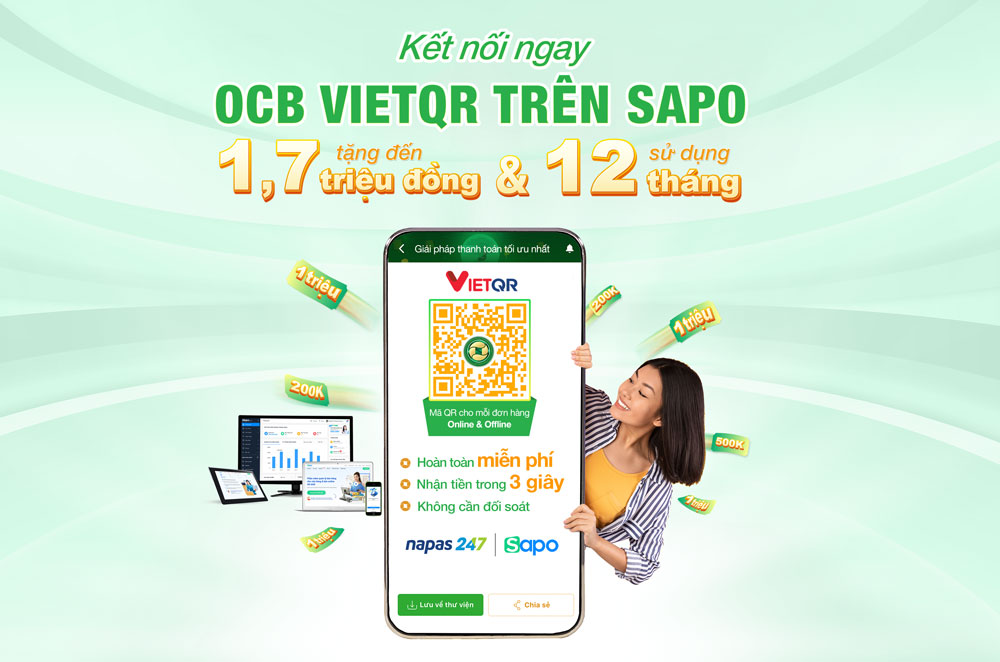 Kết nối ngay
OCB VIETQR TRÊN SAPO
1,7 tặng đến triệu đồng & 12 sử dụng tháng
Giải pháp thanh toán tối ưu nhất
VIETQR
Mã QR cho mỗi đơn hàng
Online & Offline
Hoàn toàn miễn phí
Nhận tiền trong 3 giây
Không cần đối soát
napas 247 | Sapo
Lưu về thư viện
Chia sẻ
1 triệu
200K
1 triệu
200K
1 triệu
500K
1 triệu